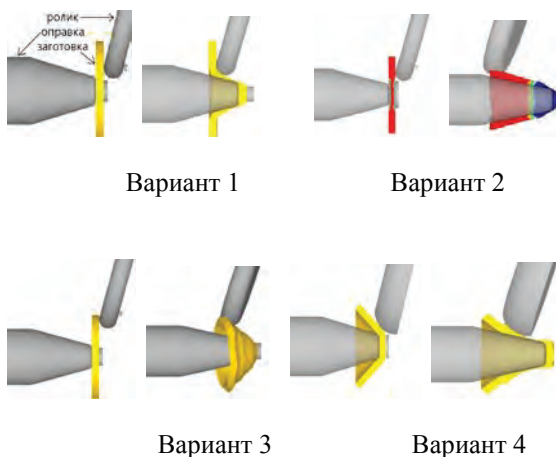 ролик
оправка
заготовка
Вариант 1
Вариант 2
Вариант 3
Вариант 4